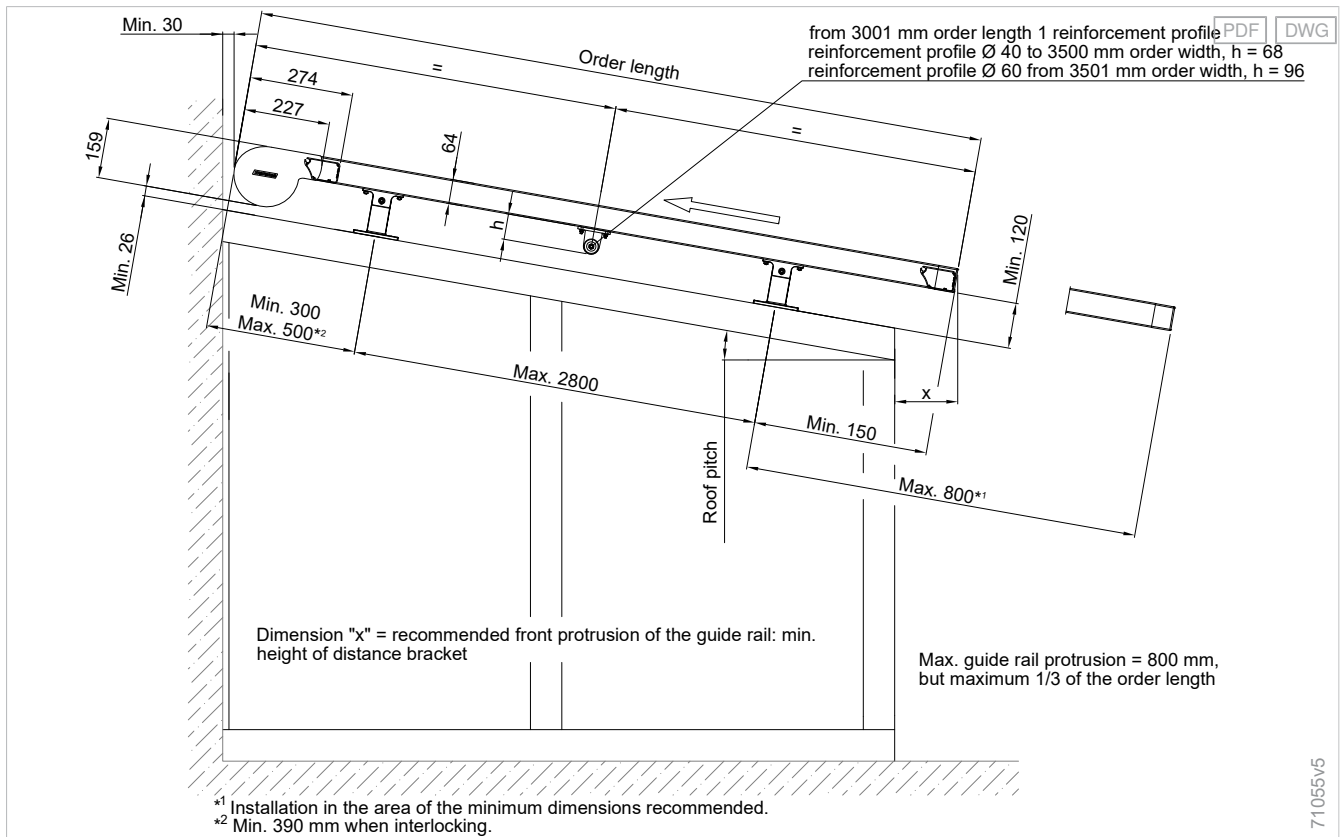 Min. 30
from 3001 mm order length 1 reinforcement profile
PDF
DWG
reinforcement profile Ø 40 to 3500 mm order width, h = 68
reinforcement profile Ø 60 from 3501 mm order width, h = 96
Order length
=
=
274
227
159
64
h
Min. 26
Min. 120
Min. 300
Max. 500*2
Max. 2800
x
Min. 150
Roof pitch
Max. 800*1
Dimension "x" = recommended front protrusion of the guide rail: min.
height of distance bracket
Max. guide rail protrusion = 800 mm,
but maximum 1/3 of the order length
*1 Installation in the area of the minimum dimensions recommended.
*2 Min. 390 mm when interlocking.
71055v5